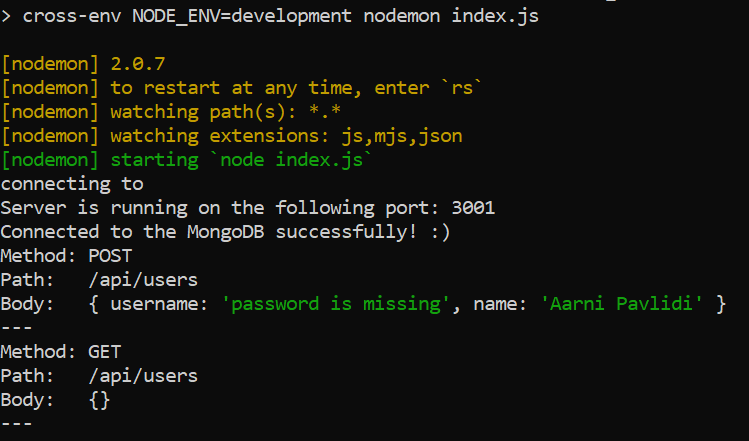 > cross-env NODE_ENV=development nodemon index.js
[nodemon] 2.0.7
[nodemon] to restart at any time, enter `rs`
[nodemon] watching path(s): *.*
[nodemon] watching extensions: js,mjs,json
[nodemon] starting `node index.js`
connecting to
Server is running on the following port: 3001
Connected to the MongoDB successfully! :)
Method: POST
Path:   /api/users
Body:   { username: 'password is missing', name: 'Aarni Pavlidi' }
---
Method: GET
Path:   /api/users
Body:   {}
---